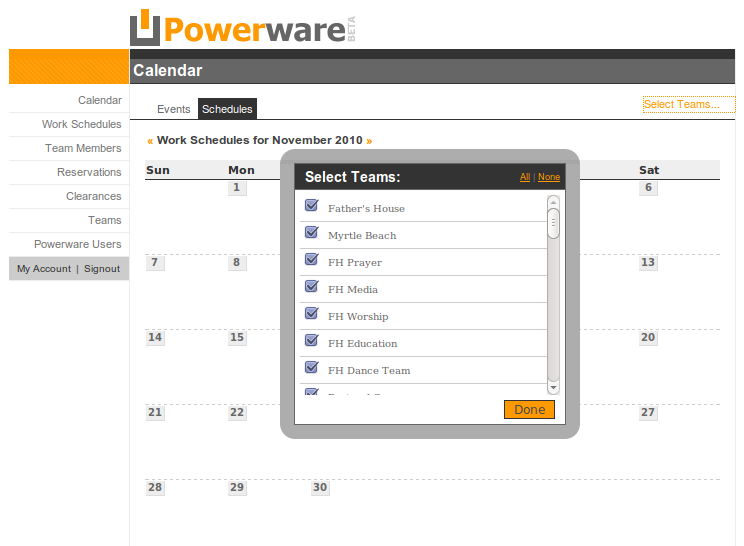 Powerware BETA
Calendar
Calendar
Work Schedules
Team Members
Reservations
Clearances
Teams
Powerware Users
My Account | Signout
Events Schedules
Select Teams...
« Work Schedules for November 2010 »
Sun Mon Sat
1 6
7 8 13
14 15 20
21 22 27
28 29 30
Select Teams: All | None
Father's House
Myrtle Beach
FH Prayer
FH Media
FH Worship
FH Education
FH Dance Team
Done